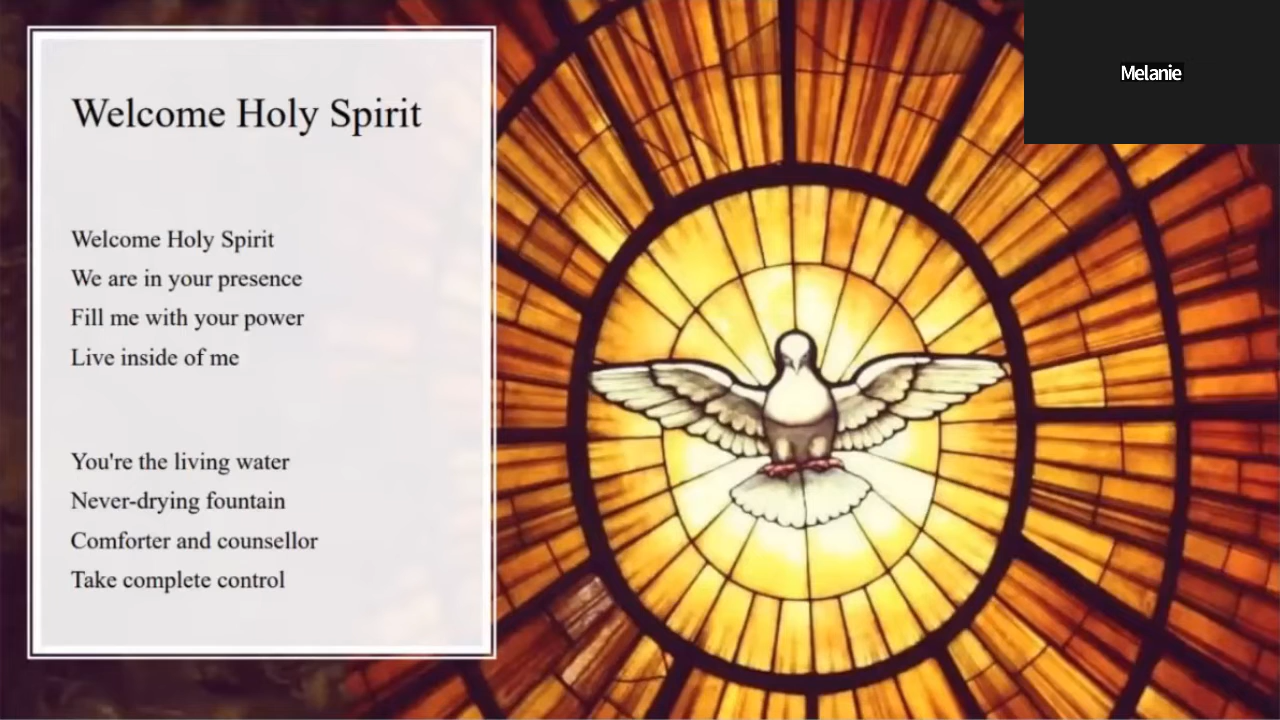 Welcome Holy Spirit
Welcome Holy Spirit
We are in your presence
Fill me with your power
Live inside of me
You're the living water
Never-drying fountain
Comforter and counsellor
Take complete control
Melanie